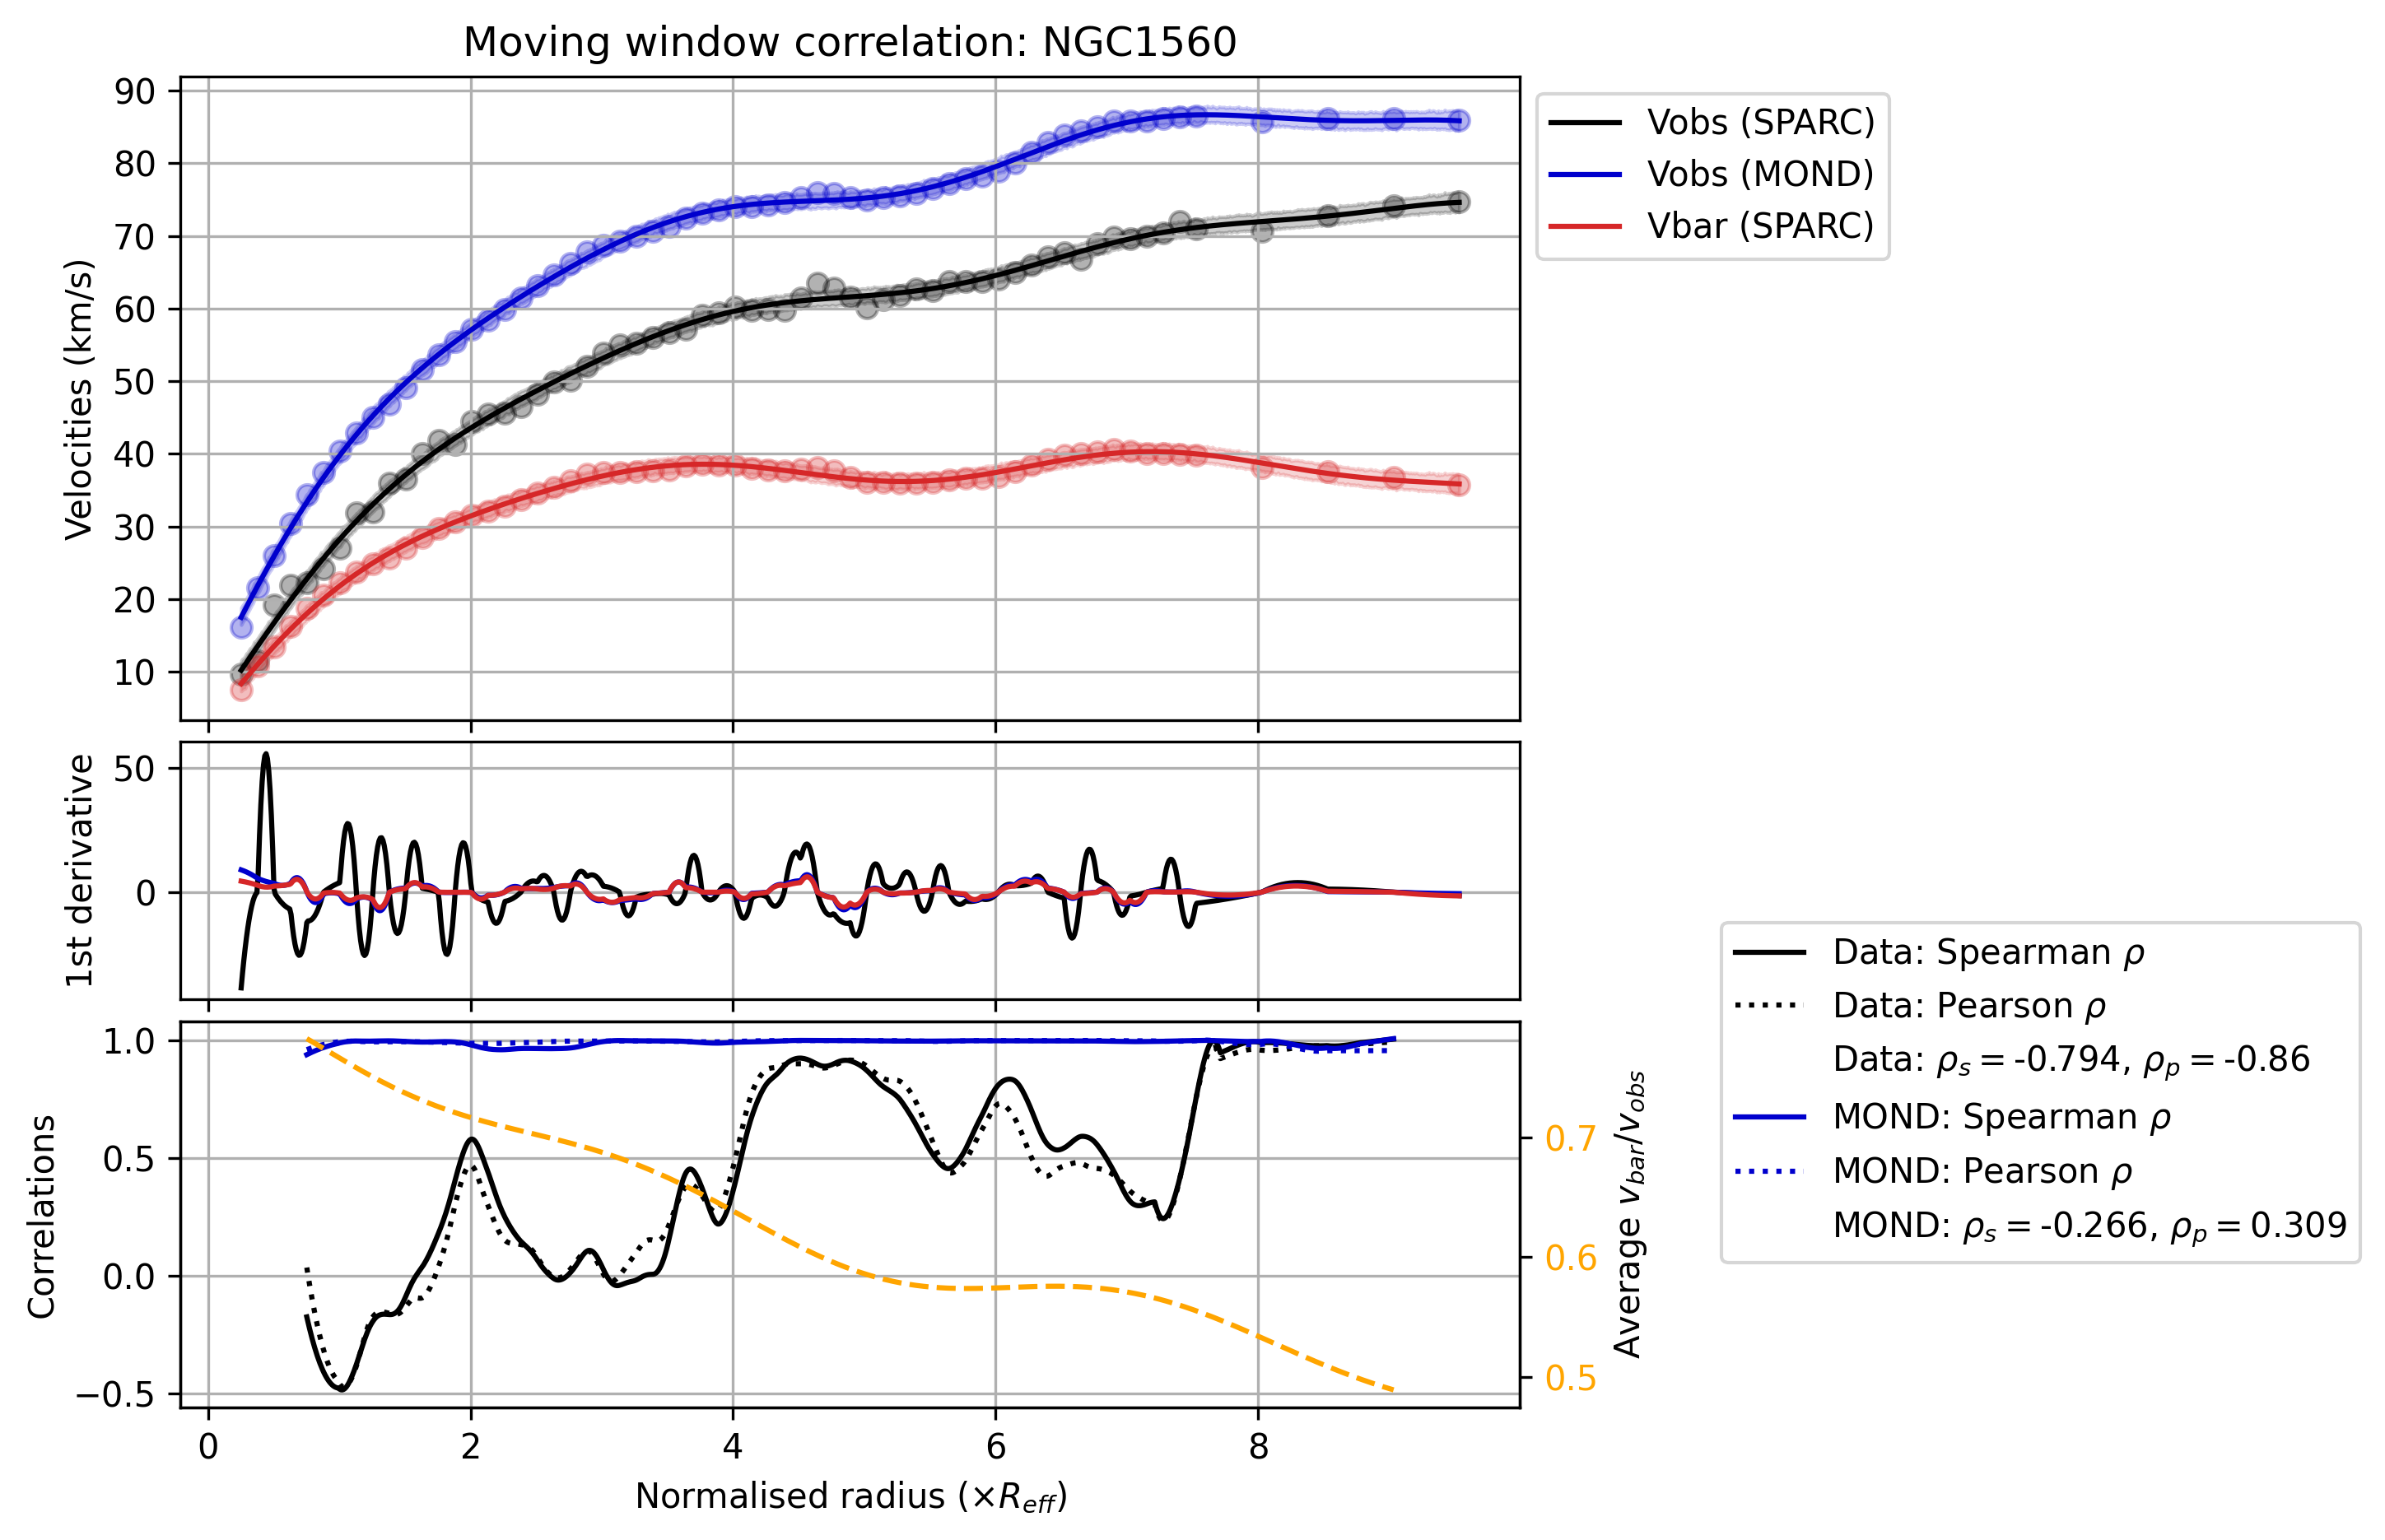 Moving window correlation: NGC1560
Velocities (km/s)
90
80
70
60
50
40
30
20
10
Vobs (SPARC)
Vobs (MOND)
Vbar (SPARC)
1st derivative
50
0
Correlations
1.0
0.5
0.0
−0.5
0.7
0.6
0.5
Average v_bar/v_obs
Data: Spearman ρ
Data: Pearson ρ
Data: ρ_s = -0.794, ρ_p = -0.86
MOND: Spearman ρ
MOND: Pearson ρ
MOND: ρ_s = -0.266, ρ_p = 0.309
0 2 4 6 8
Normalised radius (×R_eff)